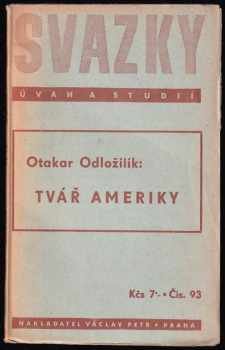 SVAZKY
ÚVAH A STUDIÍ
Otakar Odložilík:
TVÁŘ AMERIKY
Kčs 7·- • Čís. 93
NAKLADATEL VÁCLAV PETR • PRAHA